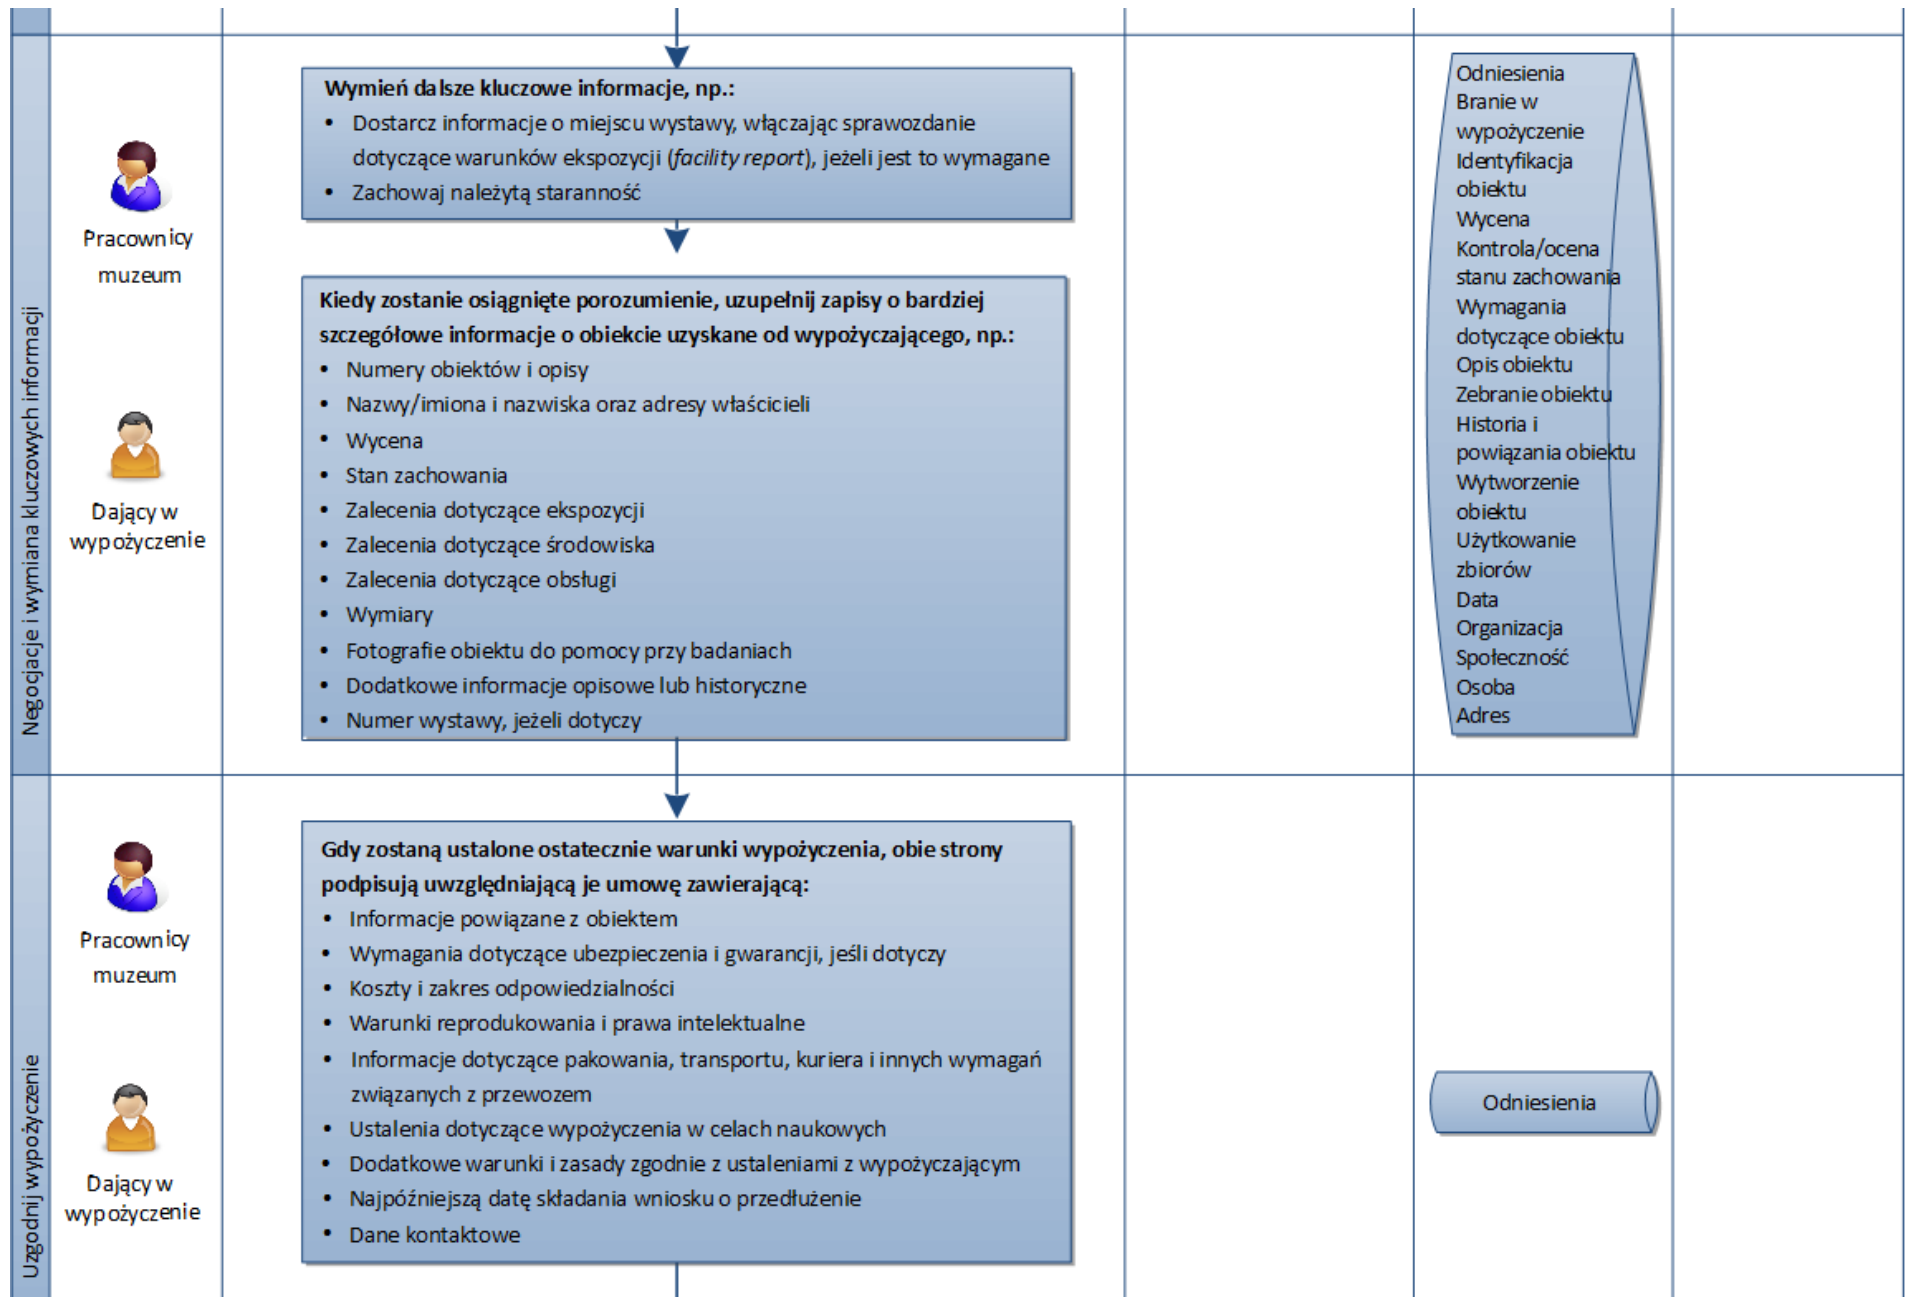 Negocjacje i wymiana kluczowych informacji
Pracownicy
muzeum
Dający w
wypożyczenie
Wymień dalsze kluczowe informacje, np.:
• Dostarcz informacje o miejscu wystawy, włączając sprawozdanie
dotyczące warunków ekspozycji (facility report), jeżeli jest to wymagane
• Zachowaj należytą staranność
Kiedy zostanie osiągnięte porozumienie, uzupełnij zapisy o bardziej
szczegółowe informacje o obiekcie uzyskane od wypożyczającego, np.:
• Numery obiektów i opisy
• Nazwy/imiona i nazwiska oraz adresy właścicieli
• Wycena
• Stan zachowania
• Zalecenia dotyczące ekspozycji
• Zalecenia dotyczące środowiska
• Zalecenia dotyczące obsługi
• Wymiary
• Fotografie obiektu do pomocy przy badaniach
• Dodatkowe informacje opisowe lub historyczne
• Numer wystawy, jeżeli dotyczy
Odniesienia
Branie w
wypożyczenie
Identyfikacja
obiektu
Wycena
Kontrola/ocena
stanu zachowania
Wymagania
dotyczące obiektu
Opis obiektu
Zebranie obiektu
Historia i
powiązania obiektu
Wytworzenie
obiektu
Użytkowanie
zbiorów
Data
Organizacja
Społeczność
Osoba
Adres
Uzgodnij wypożyczenie
Pracownicy
muzeum
Dający w
wypożyczenie
Gdy zostaną ustalone ostatecznie warunki wypożyczenia, obie strony
podpisują uwzględniającą je umowę zawierającą:
• Informacje powiązane z obiektem
• Wymagania dotyczące ubezpieczenia i gwarancji, jeśli dotyczy
• Koszty i zakres odpowiedzialności
• Warunki reprodukowania i prawa intelektualne
• Informacje dotyczące pakowania, transportu, kuriera i innych wymagań
związanych z przewozem
• Ustalenia dotyczące wypożyczenia w celach naukowych
• Dodatkowe warunki i zasady zgodnie z ustaleniami z wypożyczającym
• Najpóźniejszą datę składania wniosku o przedłużenie
• Dane kontaktowe
Odniesienia